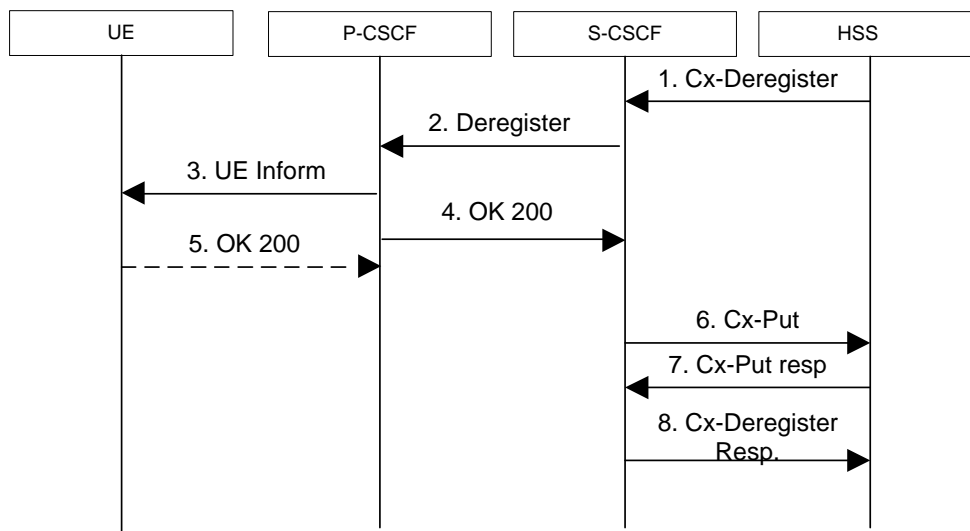 UE
P-CSCF
S-CSCF
HSS
1. Cx-Deregister
2. Deregister
3. UE Inform
4. OK 200
5. OK 200
6. Cx-Put
7. Cx-Put resp
8. Cx-Deregister
Resp.